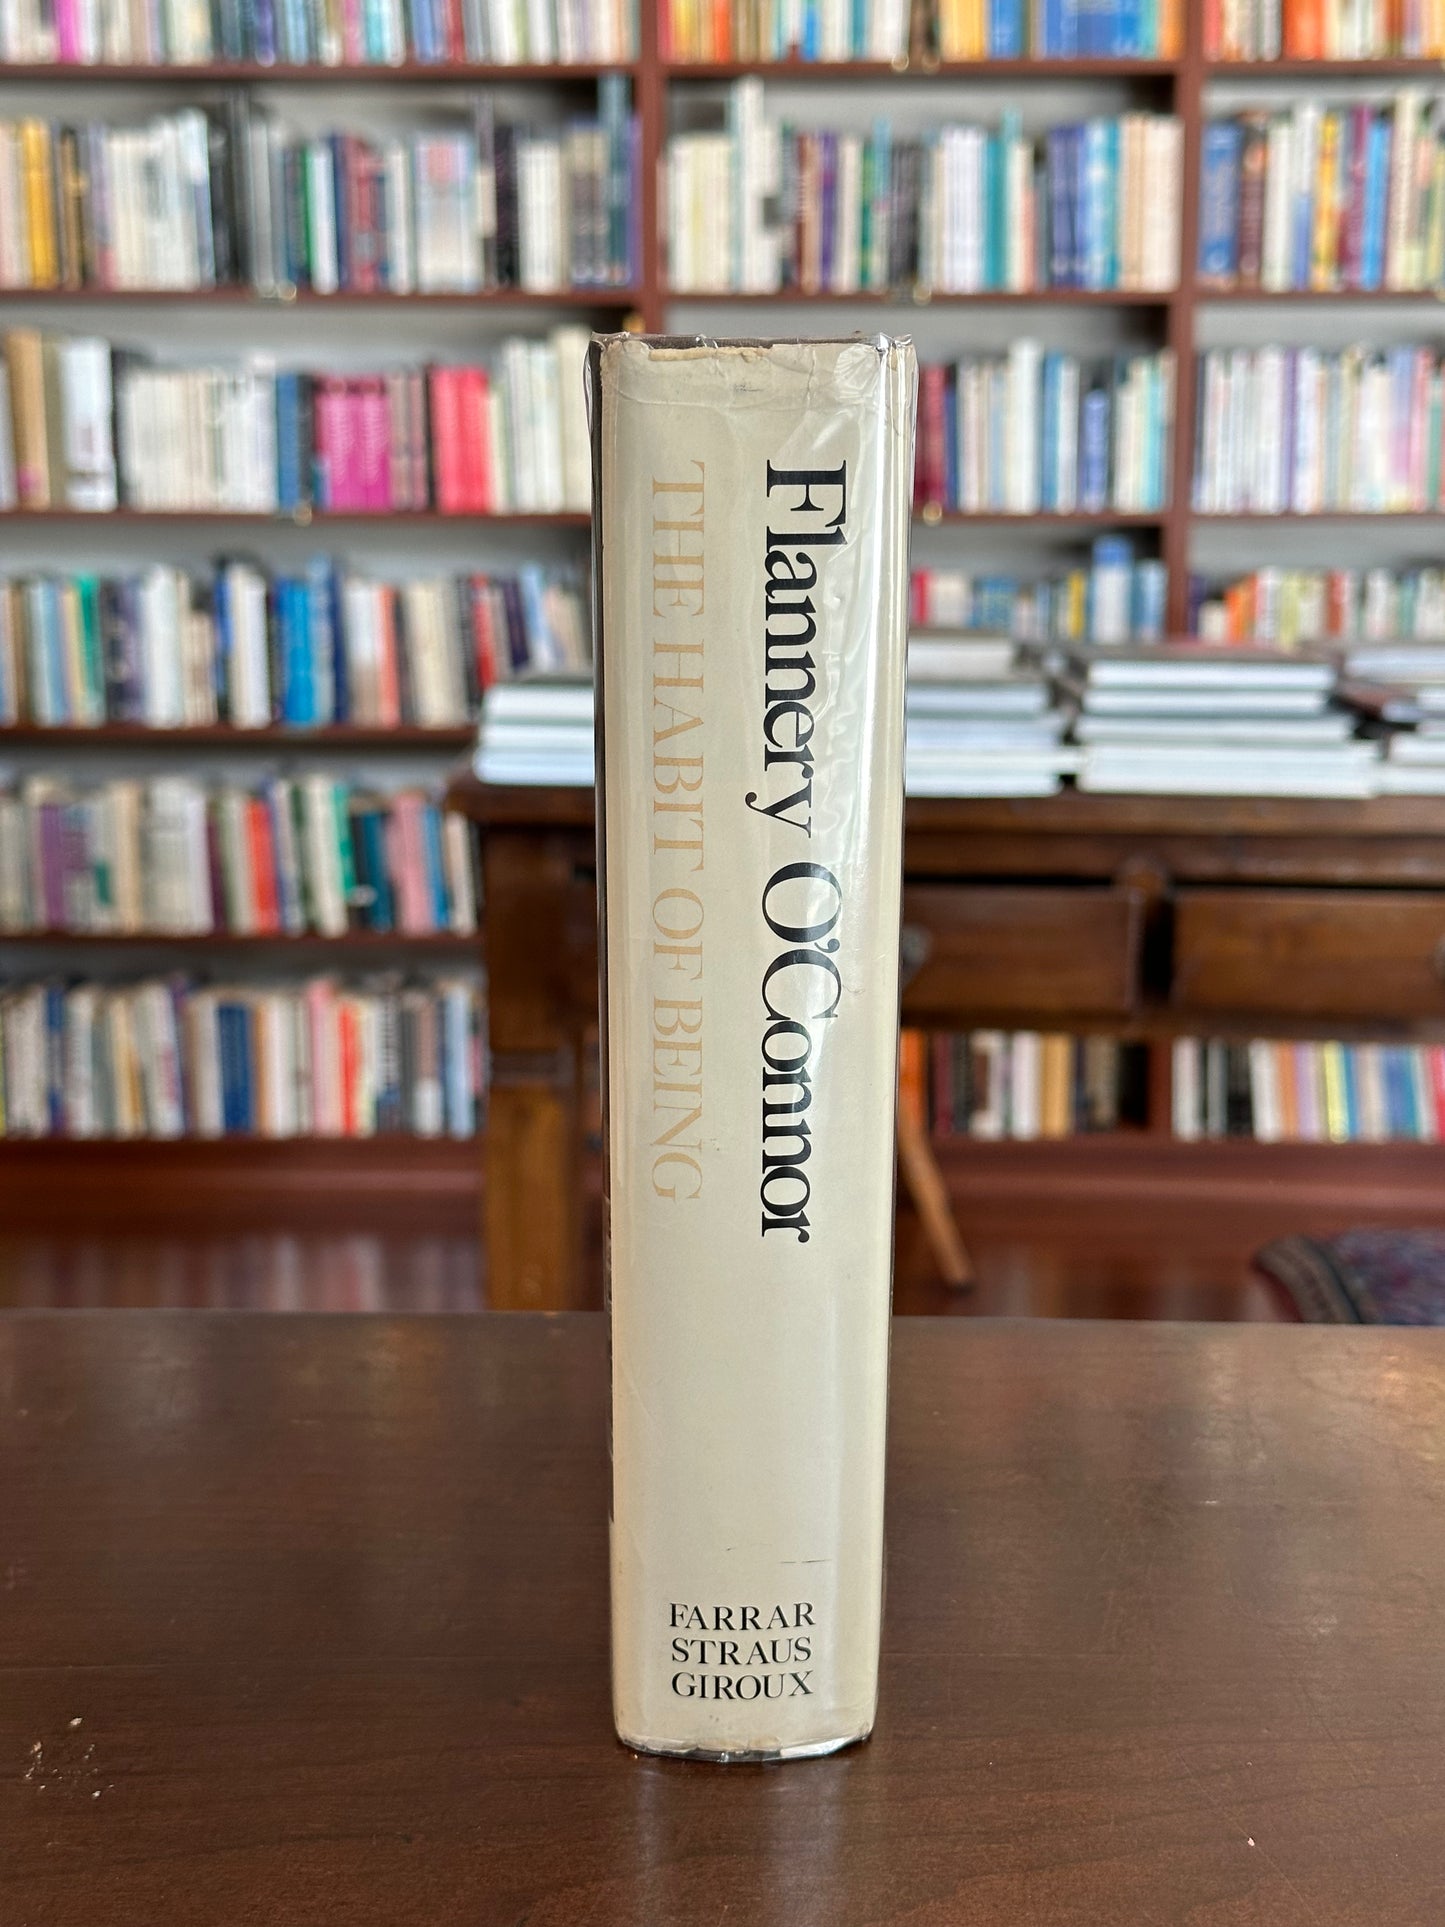 Flannery O'Connor
THE HABIT OF BEING
FARRAR
STRAUS
GIROUX